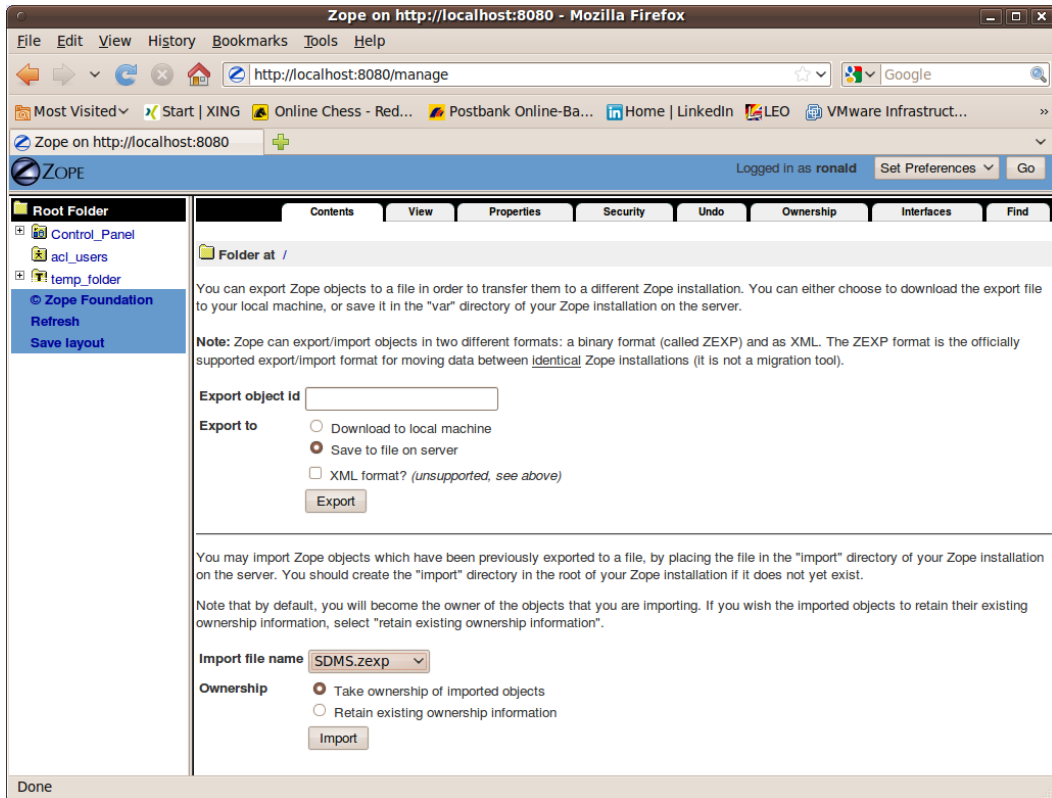 Zope on http://localhost:8080 - Mozilla Firefox
File Edit View History Bookmarks Tools Help
http://localhost:8080/manage
Google
Most Visited Start | XING Online Chess - Red... Postbank Online-Ba... Home | LinkedIn LEO VMware Infrastruct... »
Zope on http://localhost:8080
ZOPE
Logged in as ronald Set Preferences Go
Root Folder
Control_Panel
acl_users
temp_folder
© Zope Foundation
Refresh
Save layout
Contents View Properties Security Undo Ownership Interfaces Find
Folder at /
You can export Zope objects to a file in order to transfer them to a different Zope installation. You can either choose to download the export file
to your local machine, or save it in the "var" directory of your Zope installation on the server.
Note: Zope can export/import objects in two different formats: a binary format (called ZEXP) and as XML. The ZEXP format is the officially
supported export/import format for moving data between identical Zope installations (it is not a migration tool).
Export object id
Export to
Download to local machine
Save to file on server
XML format? (unsupported, see above)
Export
You may import Zope objects which have been previously exported to a file, by placing the file in the "import" directory of your Zope installation
on the server. You should create the "import" directory in the root of your Zope installation if it does not yet exist.
Note that by default, you will become the owner of the objects that you are importing. If you wish the imported objects to retain their existing
ownership information, select "retain existing ownership information".
Import file name SDMS.zexp
Ownership
Take ownership of imported objects
Retain existing ownership information
Import
Done